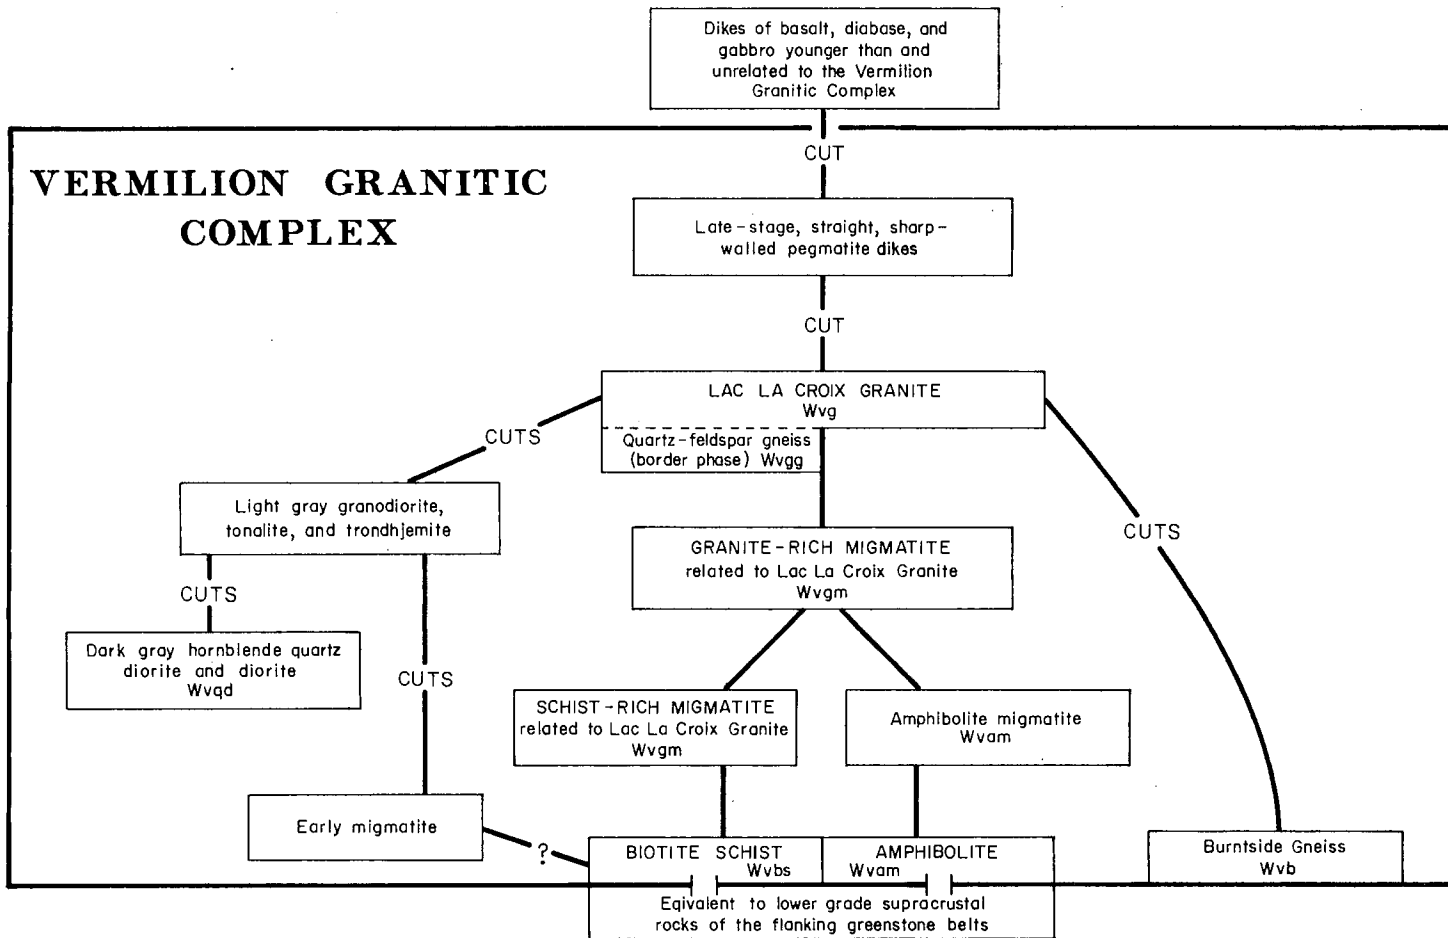 Dikes of basalt, diabase, and
gabbro younger than and
unrelated to the Vermilion
Granitic Complex
CUT
VERMILION GRANITIC
COMPLEX
Late-stage, straight, sharp-
walled pegmatite dikes
CUT
LAC LA CROIX GRANITE
Wvg
Quartz-feldspar gneiss
(border phase) Wvgg
CUTS
CUTS
Light gray granodiorite,
tonalite, and trondhjemite
GRANITE-RICH MIGMATITE
related to Lac La Croix Granite
Wvgm
CUTS
CUTS
Dark gray hornblende quartz
diorite and diorite
Wvqd
SCHIST-RICH MIGMATITE
related to Lac La Croix Granite
Wvgm
Amphibolite migmatite
Wvam
Early migmatite
?
BIOTITE SCHIST
Wvbs
AMPHIBOLITE
Wvam
Burntside Gneiss
Wvb
Eqivalent to lower grade supracrustal
rocks of the flanking greenstone belts